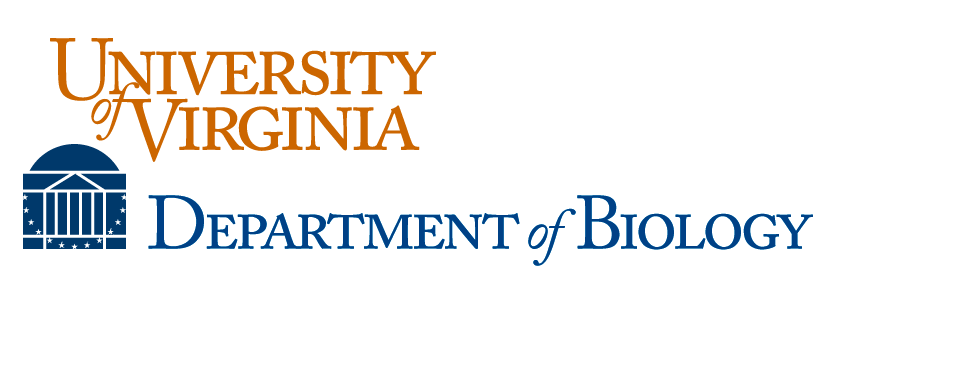 UNIVERSITY
of VIRGINIA
DEPARTMENT of BIOLOGY